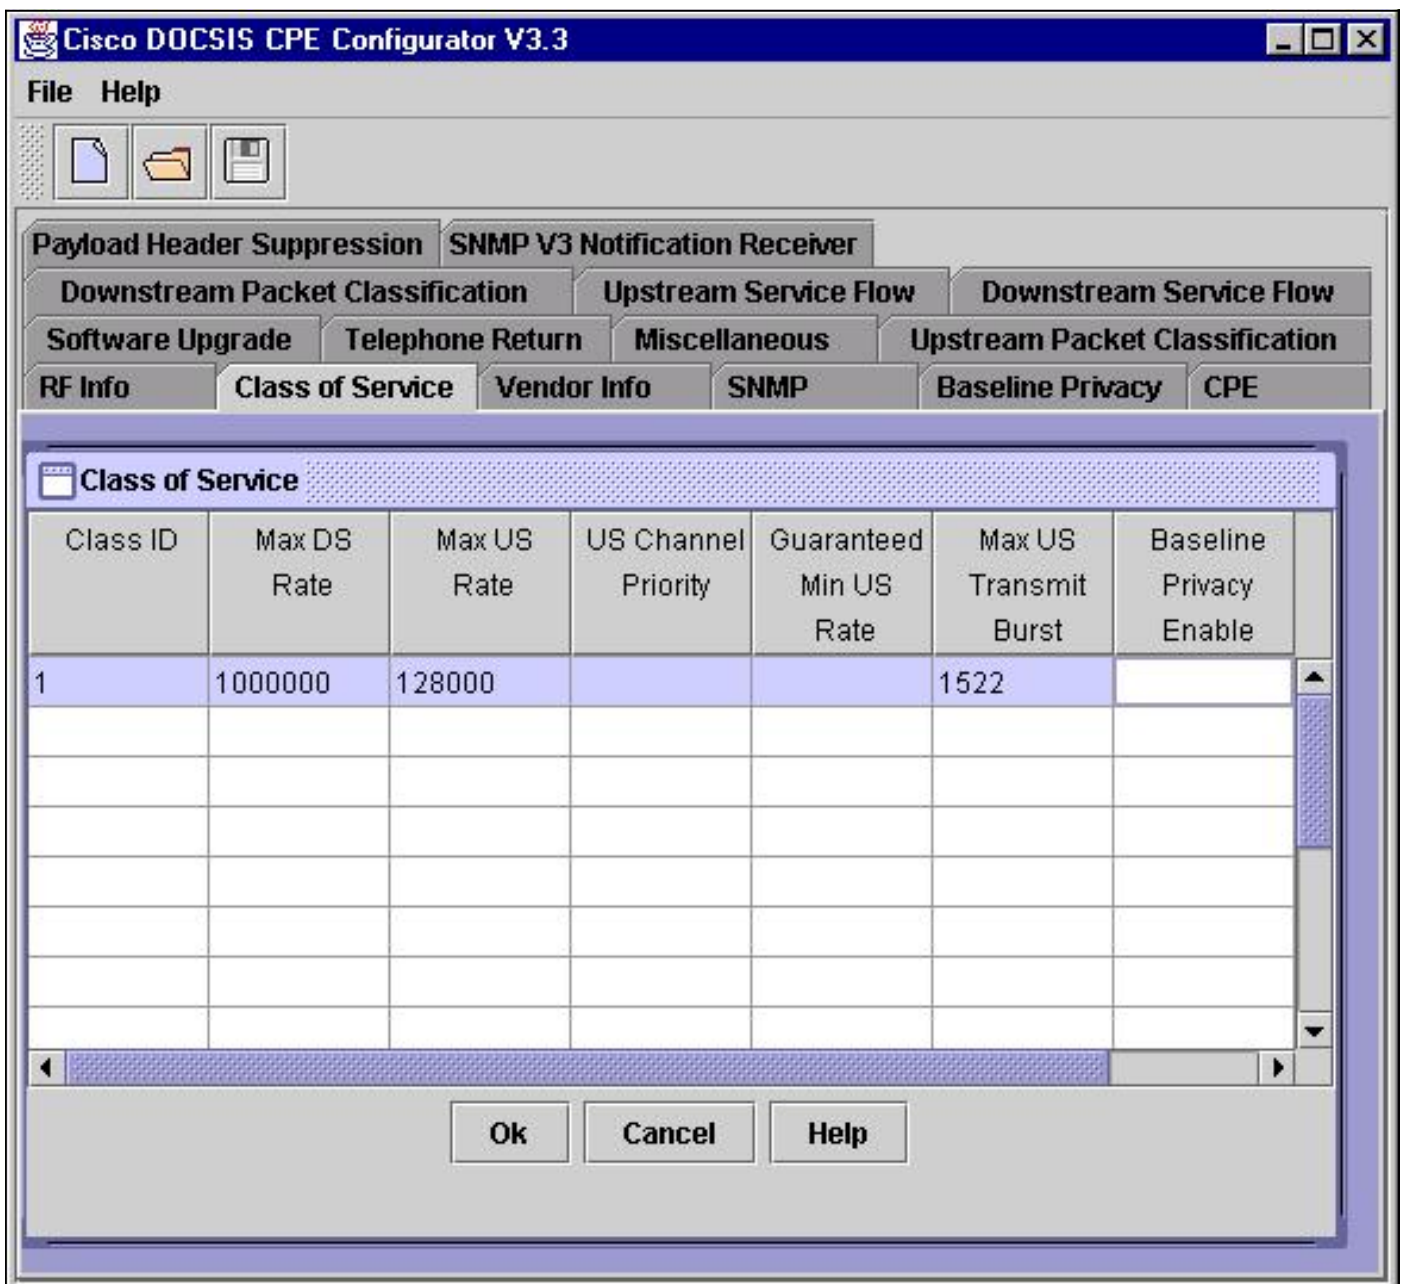 Cisco DOCSIS CPE Configurator V3.3
File Help
Payload Header Suppression SNMP V3 Notification Receiver
Downstream Packet Classification Upstream Service Flow Downstream Service Flow
Software Upgrade Telephone Return Miscellaneous Upstream Packet Classification
RF Info Class of Service Vendor Info SNMP Baseline Privacy CPE
Class of Service
Class ID Max DS Max US US Channel Guaranteed Max US Baseline
Rate Rate Priority Min US Transmit Privacy
Rate Burst Enable
1 1000000 128000 1522
Ok Cancel Help